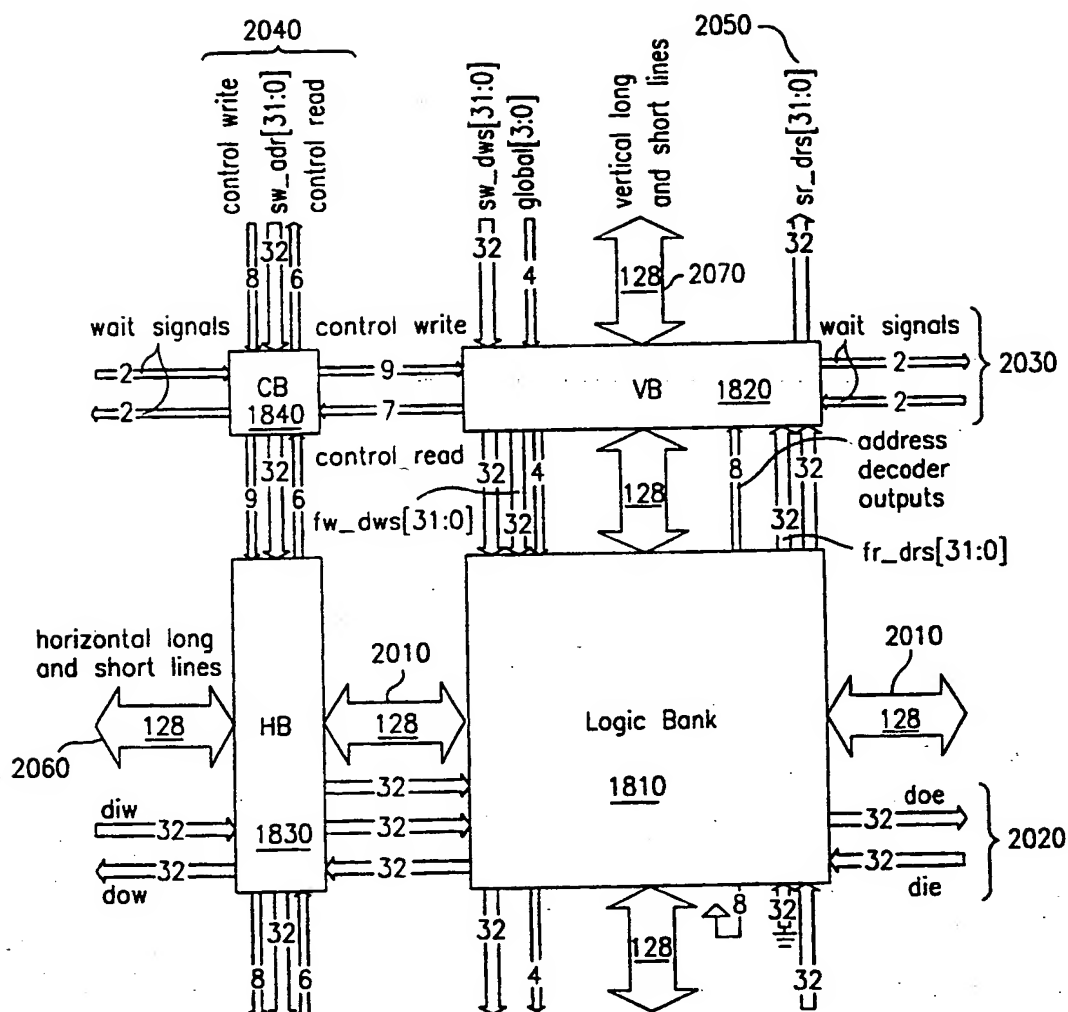 2040
2050
control write
sw_adr[31:0]
control read
sw_dws[31:0]
global[3:0]
vertical long
and short lines
sr_drs[31:0]
8
32
6
32
4
128
2070
32
wait signals
control write
wait signals
2
CB
1840
9
VB
1820
2
2030
2
7
2
control read
9
32
6
32
32
4
128
8
32
32
address
decoder
outputs
fw_dws[31:0]
fr_drs[31:0]
horizontal long
and short lines
2010
2010
128
HB
128
Logic Bank
128
2060
32
1810
diw
doe
32
1830
32
32
2020
32
32
32
dow
die
8
32
6
32
4
128
8
32
32